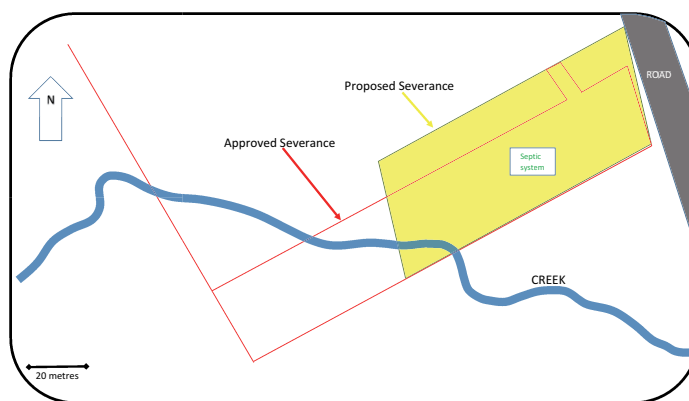 ROAD
Proposed Severance
N
Approved Severance
Septic
system
CREEK
20 metres